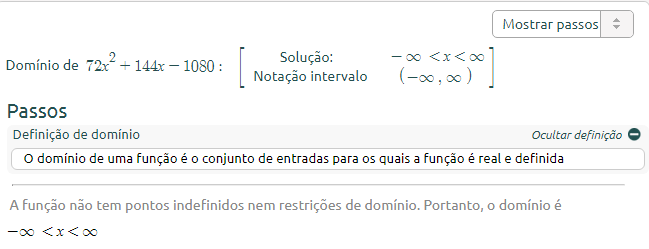 Mostrar passos
Domínio de 72x² + 144x − 1080 : [ Solução: −∞ < x < ∞
Notação intervalo (−∞ , ∞ ) ]
Passos
Definição de domínio Ocultar definição
O domínio de uma função é o conjunto de entradas para os quais a função é real e definida
A função não tem pontos indefinidos nem restrições de domínio. Portanto, o domínio é
−∞ < x < ∞